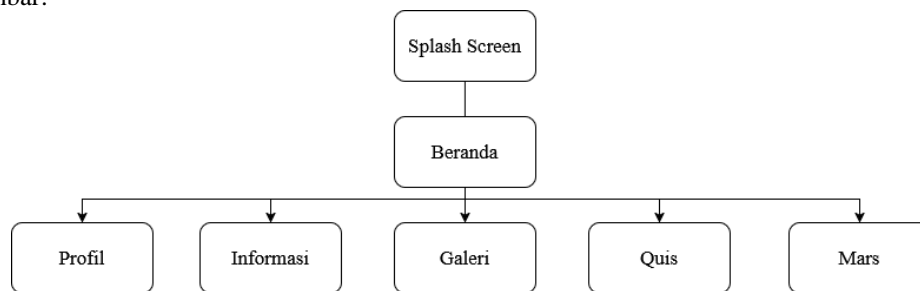 Splash Screen
Beranda
Profil
Informasi
Galeri
Quis
Mars